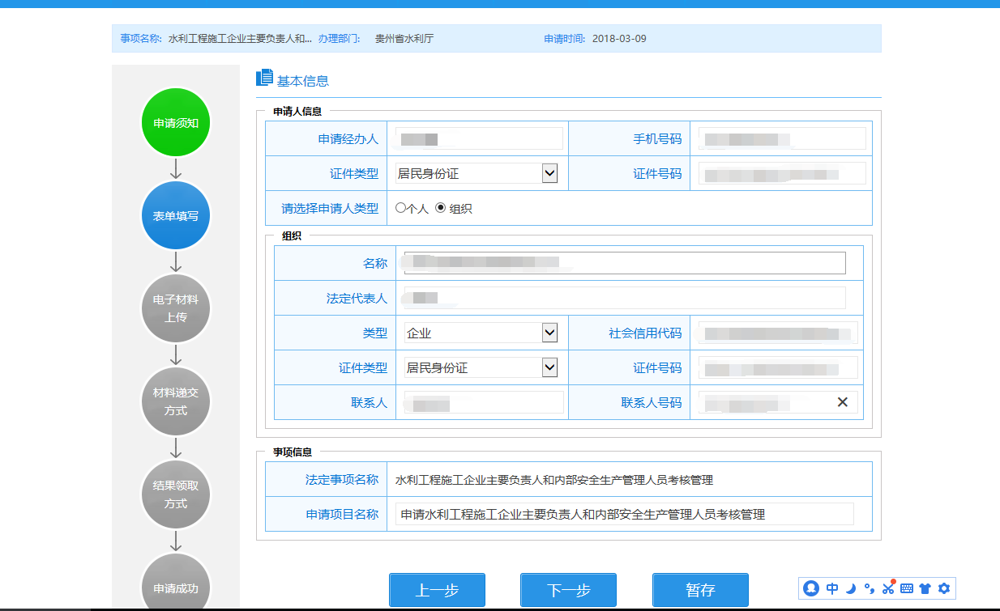 事项名称: 水利工程施工企业主要负责人和... 办理部门: 贵州省水利厅 申请时间: 2018-03-09
申请须知
表单填写
电子材料
上传
材料递交
方式
结果领取
方式
申请成功
基本信息
申请人信息
申请经办人 手机号码
证件类型 居民身份证 证件号码
请选择申请人类型 个人 组织
组织
名称
法定代表人
类型 企业 社会信用代码
证件类型 居民身份证 证件号码
联系人 联系人号码
事项信息
法定事项名称 水利工程施工企业主要负责人和内部安全生产管理人员考核管理
申请项目名称 申请水利工程施工企业主要负责人和内部安全生产管理人员考核管理
上一步 下一步 暂存
中